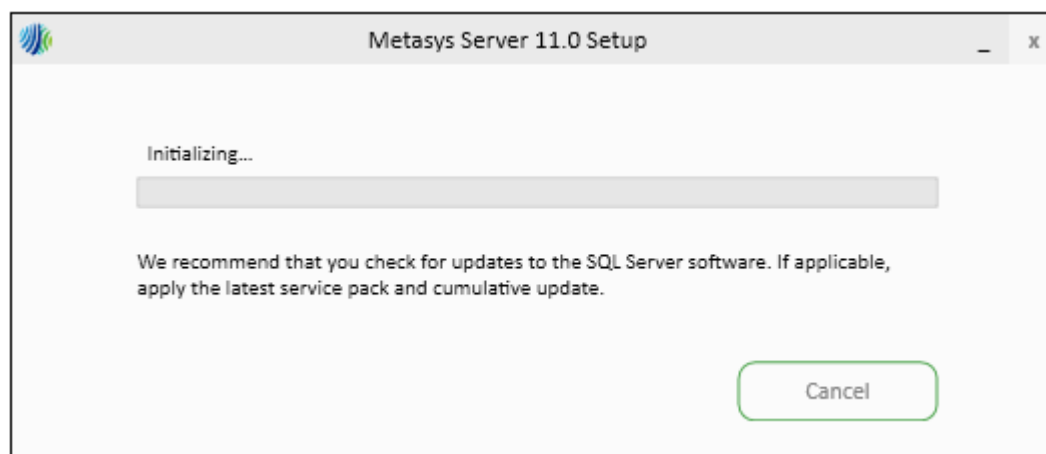 Metasys Server 11.0 Setup
_ x
Initializing...
We recommend that you check for updates to the SQL Server software. If applicable,
apply the latest service pack and cumulative update.
Cancel